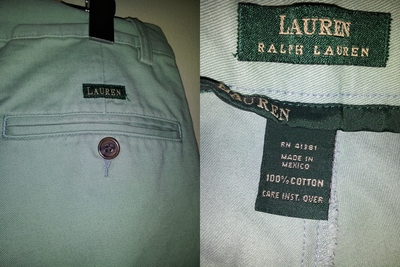 LAUREN
LAUREN
RALPH LAUREN
LAUREN
RN 41381
MADE IN
MEXICO
100% COTTON
CARE INST. OVER